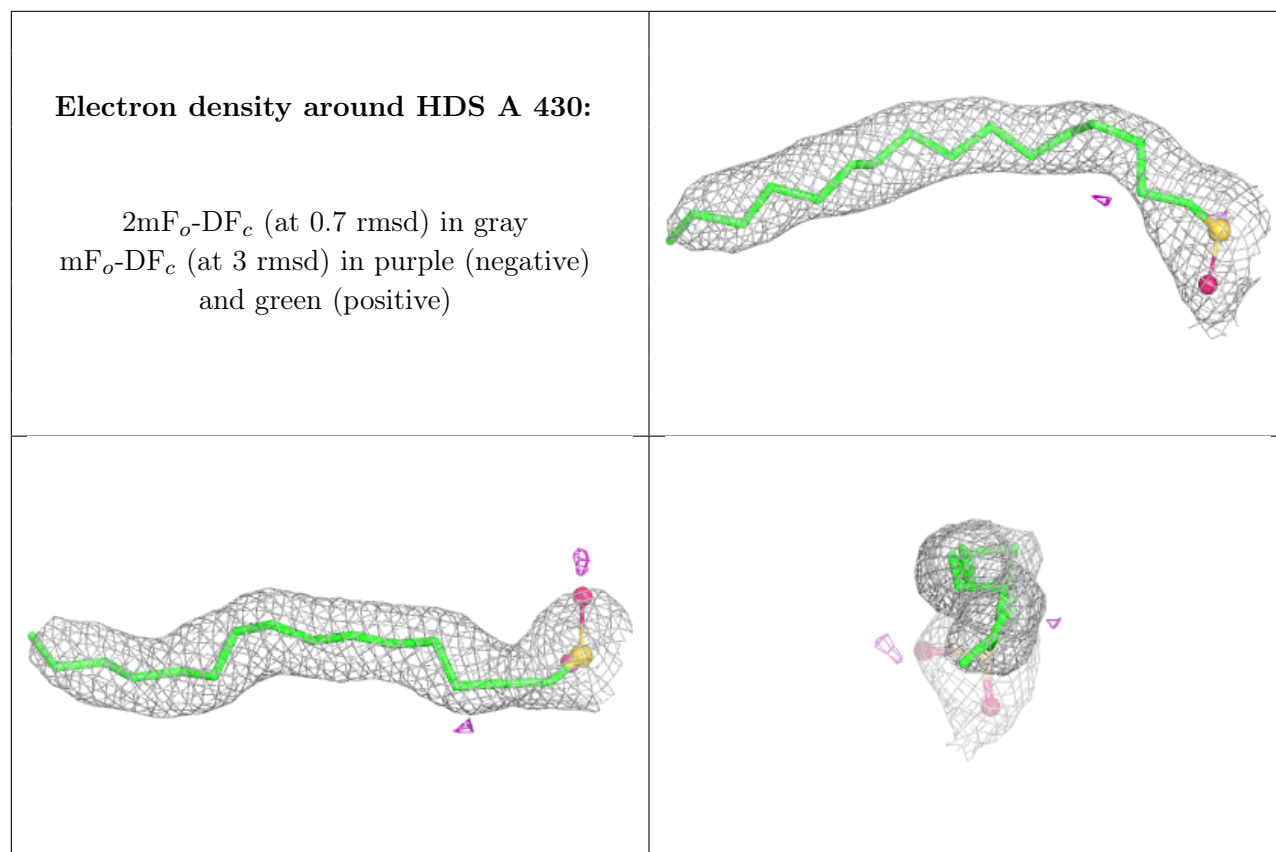 Electron density around HDS A 430:
2mFₒ-DF𝒸 (at 0.7 rmsd) in gray
mFₒ-DF𝒸 (at 3 rmsd) in purple (negative)
and green (positive)